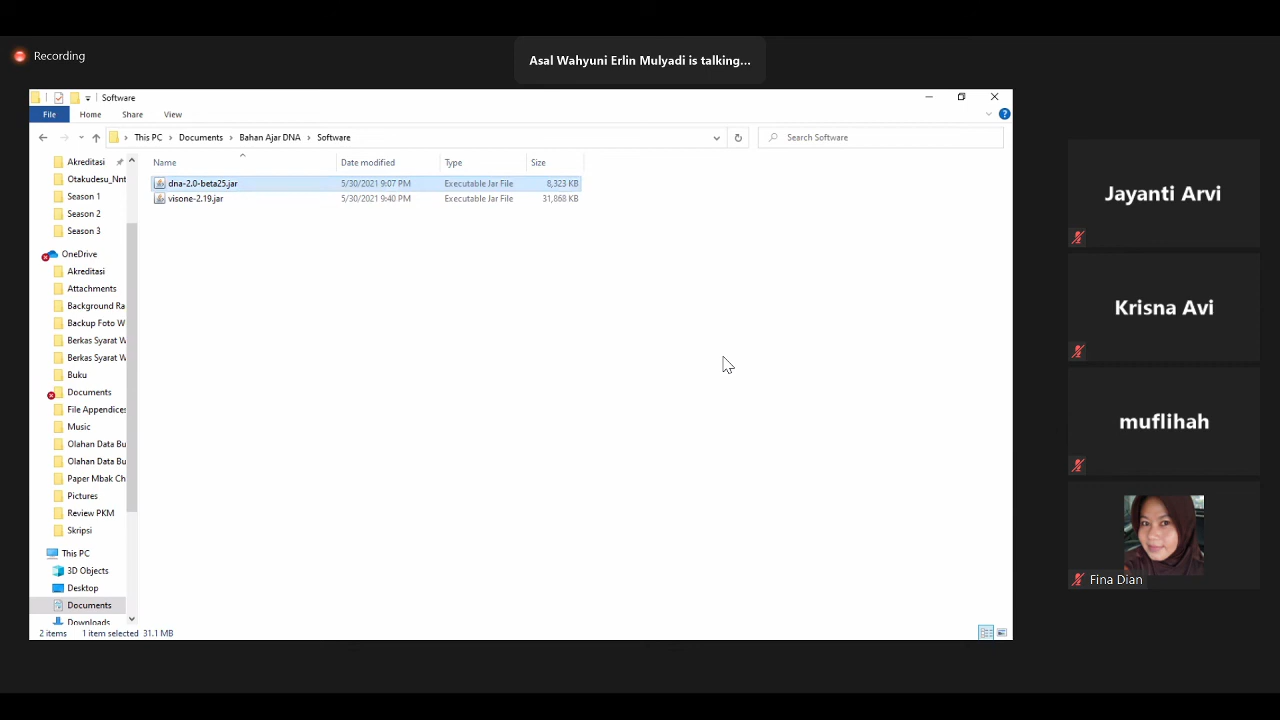 Recording
Asal Wahyuni Erlin Mulyadi is talking...
Software
File Home Share View
This PC Documents Bahan Ajar DNA Software
Search Software
Name Date modified Type Size
dna-2.0-beta25.jar 5/30/2021 9:07 PM Executable Jar File 8,323 KB
visone-2.19.jar 5/30/2021 9:40 PM Executable Jar File 31,868 KB
Akreditasi
Otakudesu_Nnt
Season 1
Season 2
Season 3
OneDrive
Akreditasi
Attachments
Background Ra
Backup Foto W
Berkas Syarat W
Berkas Syarat W
Buku
Documents
File Appendices
Music
Olahan Data Bu
Olahan Data Bu
Paper Mbak Ch
Pictures
Review PKM
Skripsi
This PC
3D Objects
Desktop
Documents
Downloads
2 items 1 item selected 31.1 MB
Jayanti Arvi
Krisna Avi
muflihah
Fina Dian